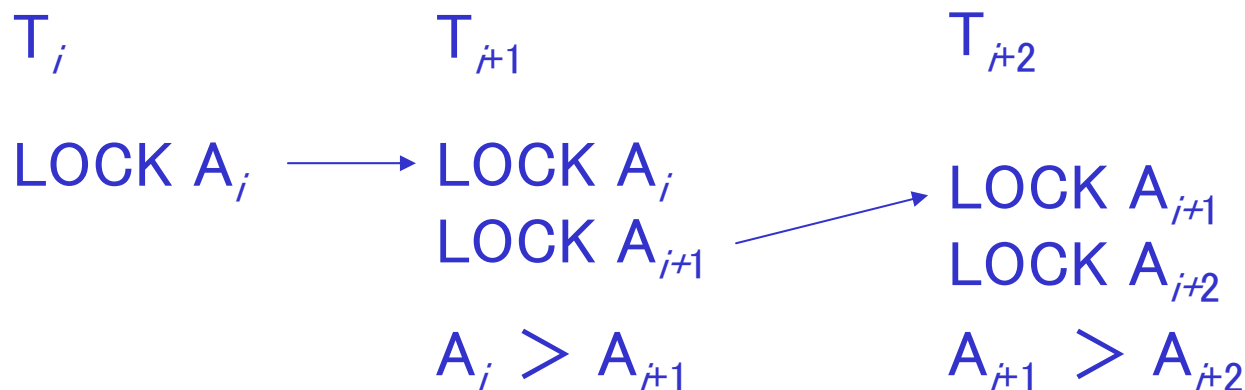 Tᵢ
LOCK Aᵢ
Tᵢ₊₁
LOCK Aᵢ
LOCK Aᵢ₊₁
Aᵢ > Aᵢ₊₁
Tᵢ₊₂
LOCK Aᵢ₊₁
LOCK Aᵢ₊₂
Aᵢ₊₁ > Aᵢ₊₂